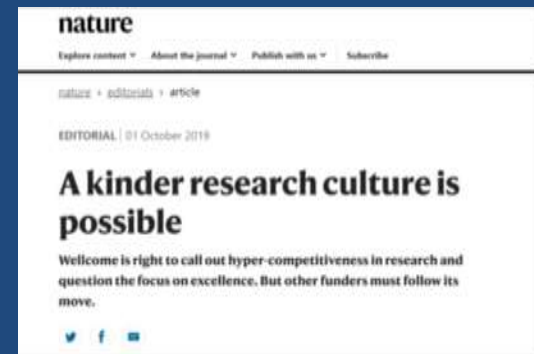 nature
Explore content About the journal Publish with us Subscribe
nature > editorials > article
EDITORIAL | 01 October 2019
A kinder research culture is
possible
Wellcome is right to call out hyper-competitiveness in research and
question the focus on excellence. But other funders must follow its
move.